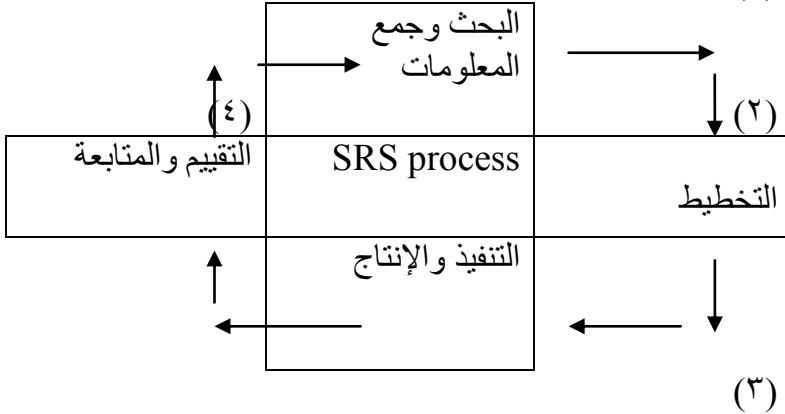 البحث وجمع
المعلومات
(٤)
(٢)
التقييم والمتابعة
SRS process
التخطيط
التنفيذ والإنتاج
(٣)